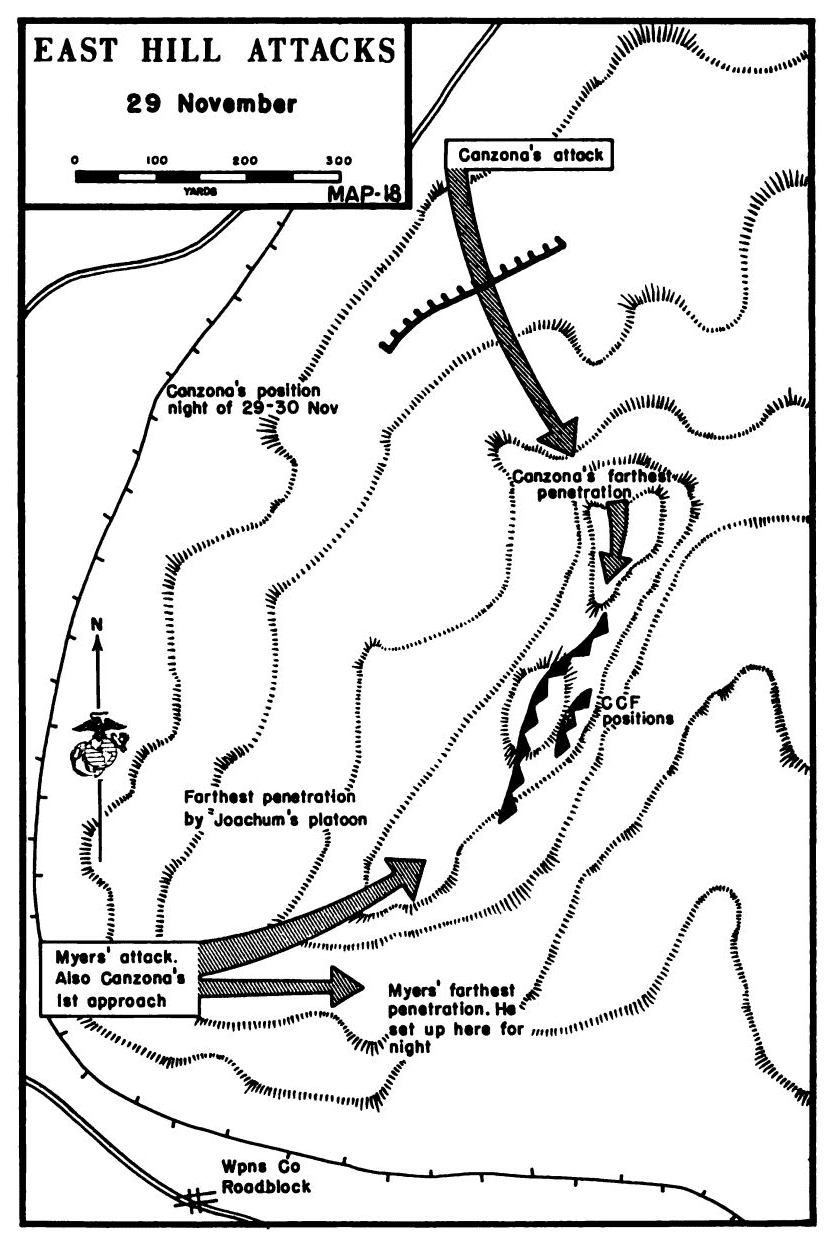 EAST HILL ATTACKS
29 November
0 100 200 300
YARDS
MAP-18
Canzona's attack
Canzona's position
night of 29-30 Nov
Canzona's farthest
penetration
N
CCF
positions
Farthest penetration
by Joachum's platoon
Myers' attack.
Also Canzona's
1st approach
Myers' farthest
penetration. He
set up here for
night
Wpns Co
Roadblock